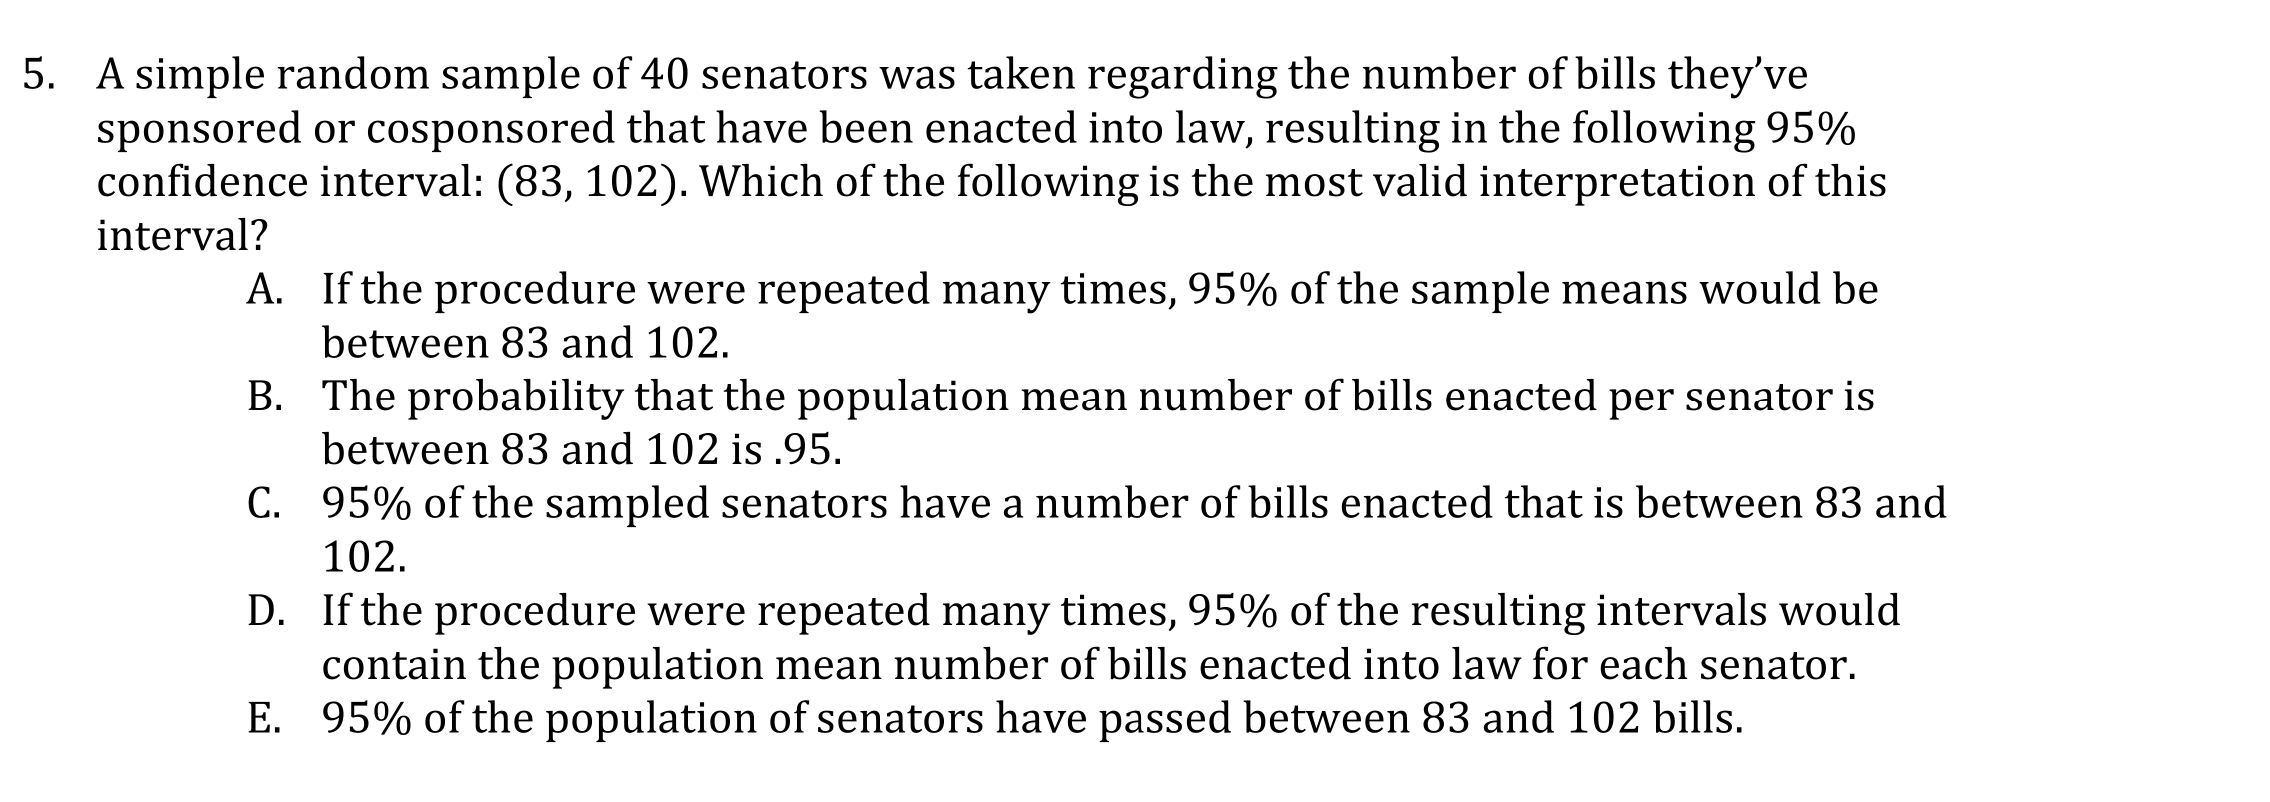 5. A simple random sample of 40 senators was taken regarding the number of bills they’ve
sponsored or cosponsored that have been enacted into law, resulting in the following 95%
confidence interval: (83, 102). Which of the following is the most valid interpretation of this
interval?
A. If the procedure were repeated many times, 95% of the sample means would be
between 83 and 102.
B. The probability that the population mean number of bills enacted per senator is
between 83 and 102 is .95.
C. 95% of the sampled senators have a number of bills enacted that is between 83 and
102.
D. If the procedure were repeated many times, 95% of the resulting intervals would
contain the population mean number of bills enacted into law for each senator.
E. 95% of the population of senators have passed between 83 and 102 bills.